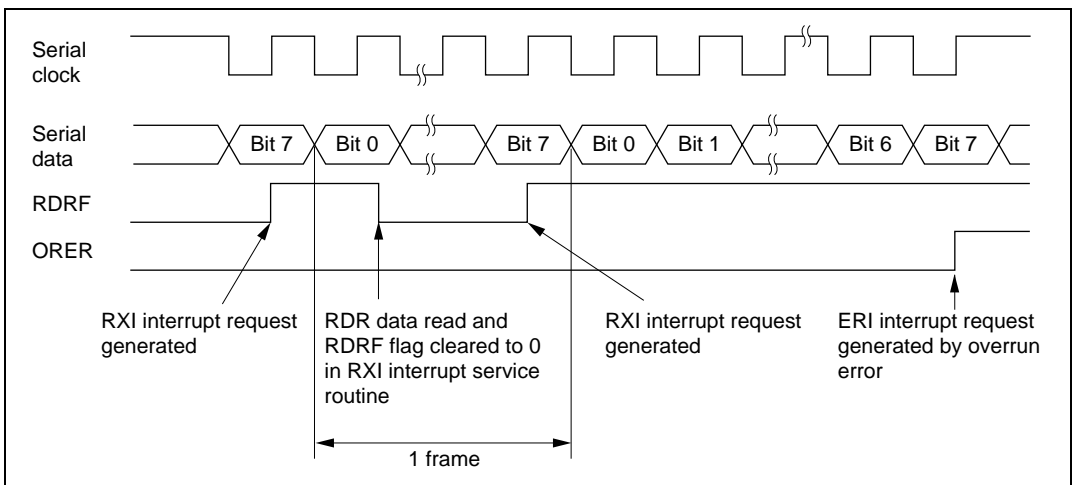 Serial
clock
Serial
data
Bit 7
Bit 0
Bit 7
Bit 0
Bit 1
Bit 6
Bit 7
RDRF
ORER
RXI interrupt request
generated
RDR data read and
RDRF flag cleared to 0
in RXI interrupt service
routine
RXI interrupt request
generated
ERI interrupt request
generated by overrun
error
1 frame